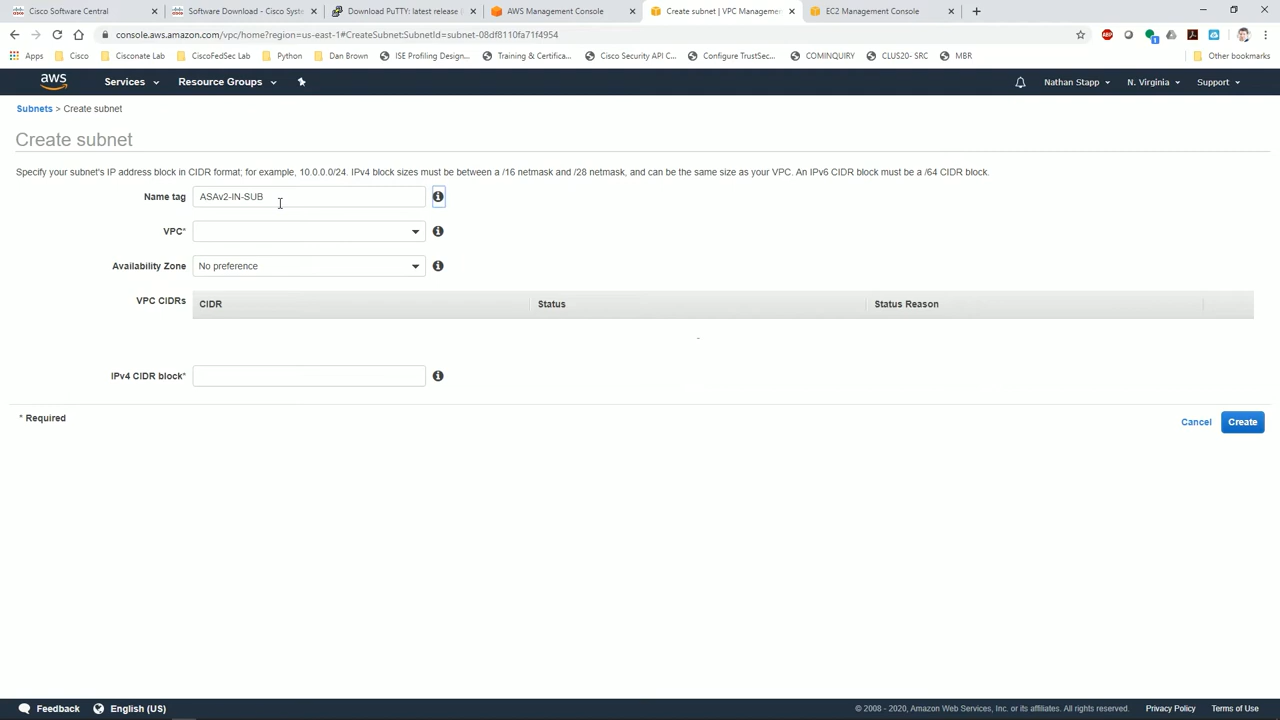 Cisco Software Central
Software Download - Cisco Syste
Download PuTTY: latest release (
AWS Management Console
Create subnet | VPC Managemen
EC2 Management Console
console.aws.amazon.com/vpc/home?region=us-east-1#CreateSubnet:SubnetId=subnet-08df8110fa71f4954
Apps
Cisco
Cisconate Lab
CiscoFedSec Lab
Python
Dan Brown
ISE Profiling Design...
Training & Certifica...
Cisco Security API C...
COMINQUIRY
CLUS20- SRC
Configure TrustSec...
MBR
Other bookmarks
aws
Services
Resource Groups
Nathan Stapp
N. Virginia
Support
Subnets > Create subnet
Create subnet
Specify your subnet's IP address block in CIDR format; for example, 10.0.0.0/24. IPv4 block sizes must be between a /16 netmask and /28 netmask, and can be the same size as your VPC. An IPv6 CIDR block must be a /64 CIDR block.
Name tag ASAv2-IN-SUB
VPC*
Availability Zone No preference
VPC CIDRs CIDR Status Status Reason
-
IPv4 CIDR block*
* Required
Cancel Create
Feedback English (US)
© 2008 - 2020, Amazon Web Services, Inc. or its affiliates. All rights reserved. Privacy Policy Terms of Use